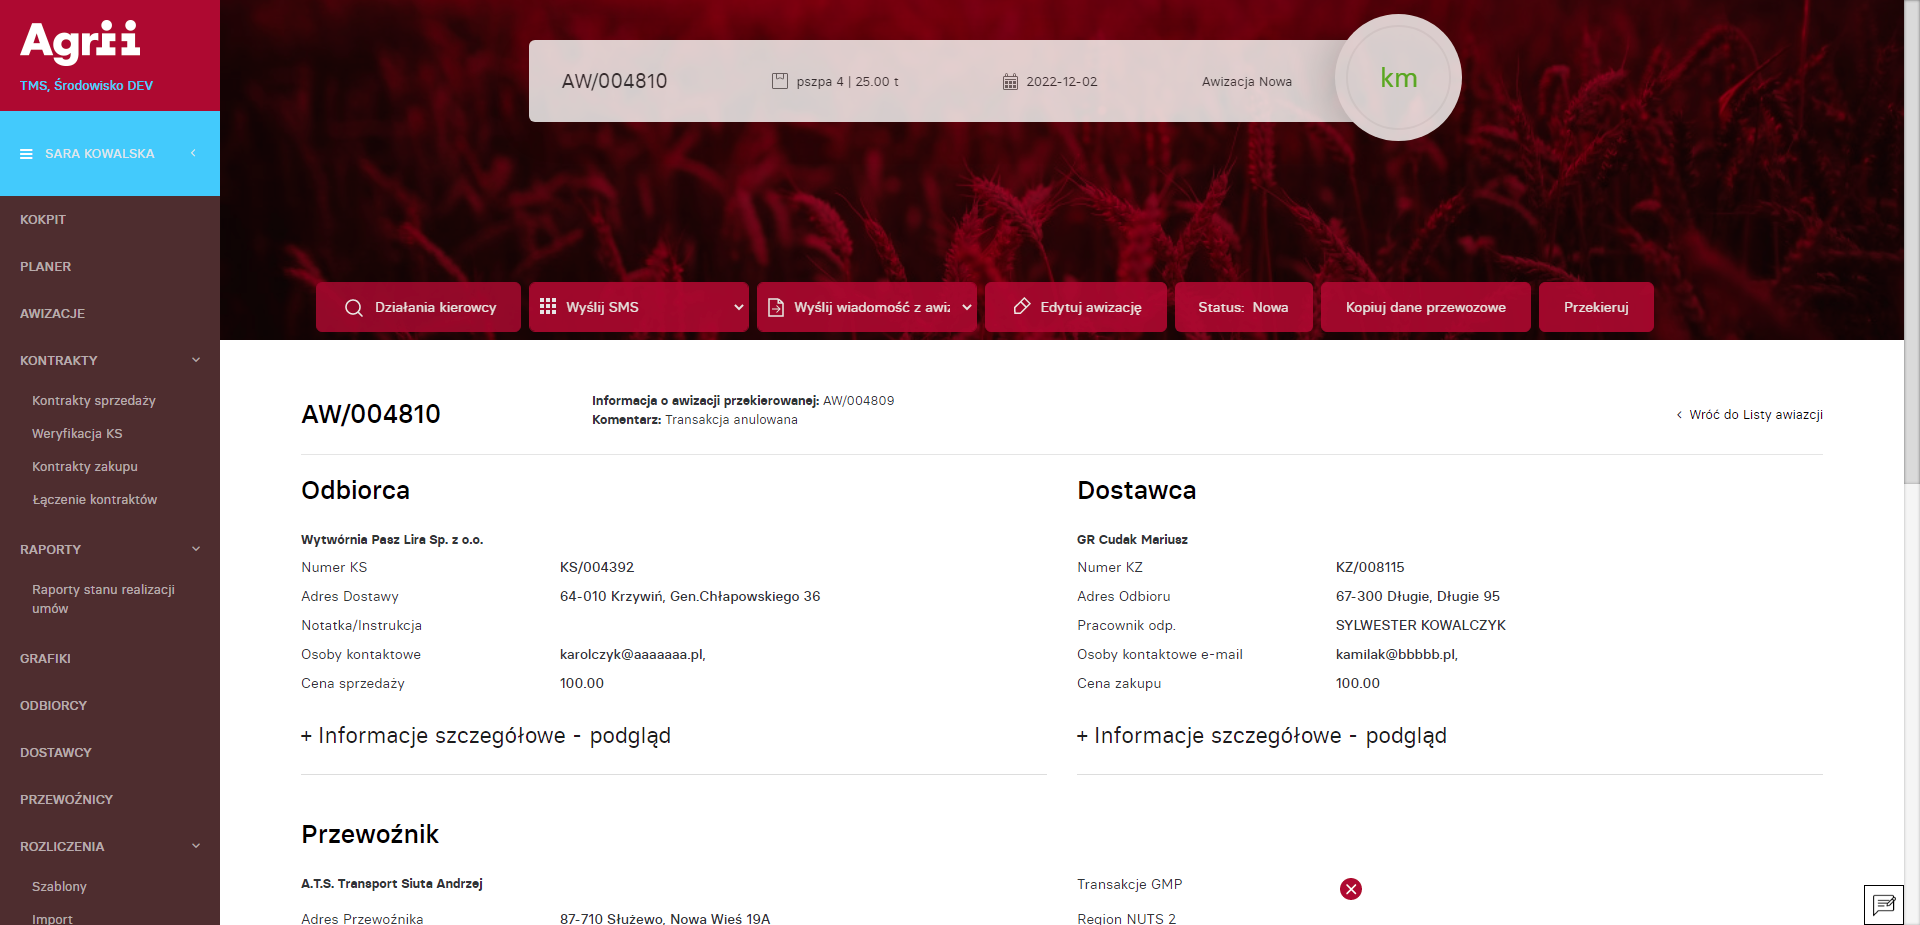 Agrii
TMS, Środowisko DEV
SARA KOWALSKA
KOKPIT
PLANER
AWIZACJE
KONTRAKTY
Kontrakty sprzedaży
Weryfikacja KS
Kontrakty zakupu
Łączenie kontraktów
RAPORTY
Raporty stanu realizacji
umów
GRAFIKI
ODBIORCY
DOSTAWCY
PRZEWOŹNICY
ROZLICZENIA
Szablony
Import
AW/004810 pszpa 4 | 25.00 t 2022-12-02 Awizacja Nowa km
Działania kierowcy Wyślij SMS Wyślij wiadomość z awiz Edytuj awizację Status: Nowa Kopiuj dane przewozowe Przekieruj
AW/004810
Informacja o awizacji przekierowanej: AW/004809
Komentarz: Transakcja anulowana
Wróć do Listy awiazcji
Odbiorca
Wytwórnia Pasz Lira Sp. z o.o.
Numer KS KS/004392
Adres Dostawy 64-010 Krzywiń, Gen.Chłapowskiego 36
Notatka/Instrukcja
Osoby kontaktowe karolczyk@aaaaaaa.pl,
Cena sprzedaży 100.00
+ Informacje szczegółowe - podgląd
Dostawca
GR Cudak Mariusz
Numer KZ KZ/008115
Adres Odbioru 67-300 Długie, Długie 95
Pracownik odp. SYLWESTER KOWALCZYK
Osoby kontaktowe e-mail kamilak@bbbbb.pl,
Cena zakupu 100.00
+ Informacje szczegółowe - podgląd
Przewoźnik
A.T.S. Transport Siuta Andrzej
Adres Przewoźnika 87-710 Służewo, Nowa Wieś 19A
Transakcje GMP
Region NUTS 2